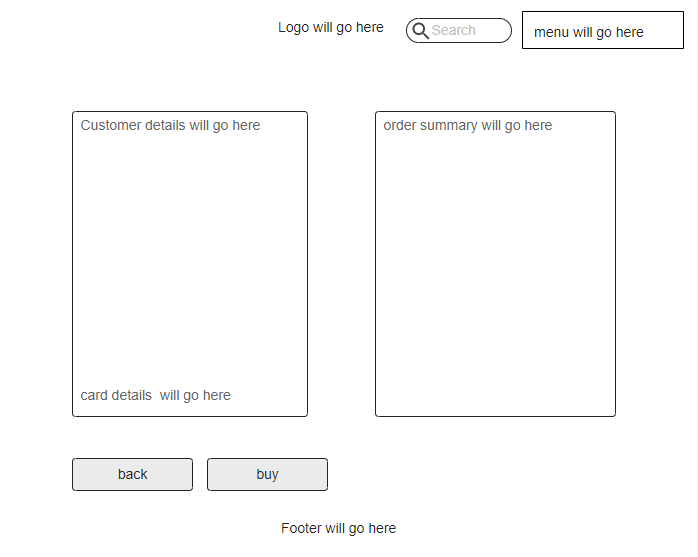 Logo will go here
Search
menu will go here
Customer details will go here
order summary will go here
card details  will go here
back
buy
Footer will go here